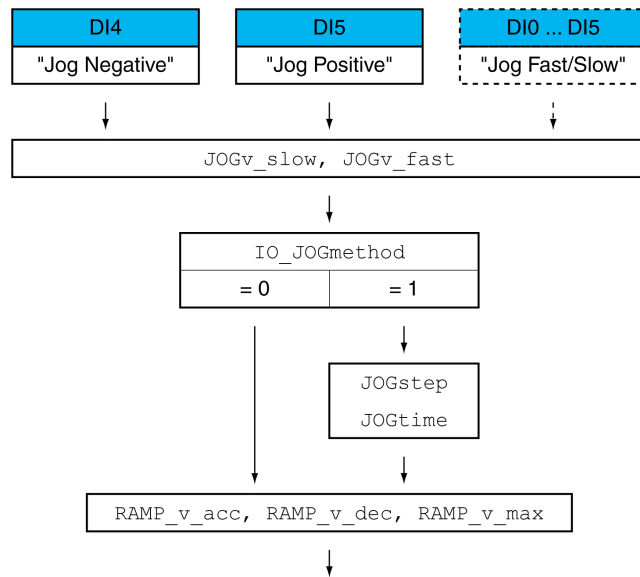 DI4
DI5
DI0 ... DI5
"Jog Negative"
"Jog Positive"
"Jog Fast/Slow"
JOGv_slow, JOGv_fast
IO_JOGmethod
= 0
= 1
JOGstep
JOGtime
RAMP_v_acc, RAMP_v_dec, RAMP_v_max